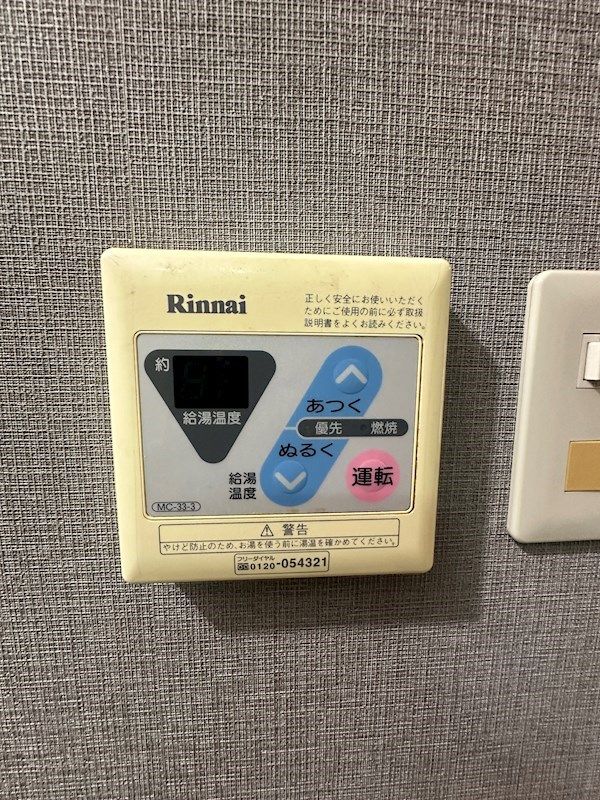 Rinnai
正しく安全にお使いいただく
ためにご使用の前に必ず取扱
説明書をよくお読みください。
約
給湯温度
あつく
優先 燃焼
ぬるく
給湯
温度
運転
MC-33-3
⚠ 警告
やけど防止のため、お湯を使う前に湯温を確かめてください。
フリーダイヤル
0120-054321